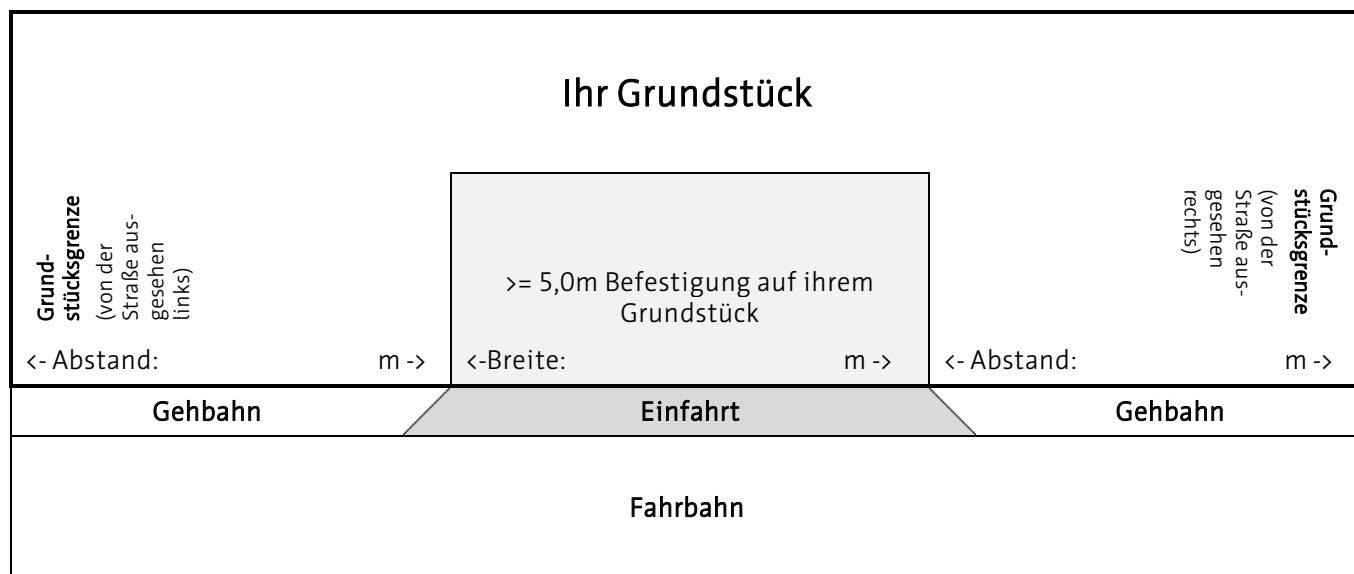 Ihr Grundstück
Grund-
stücksgrenze
(von der
Straße aus-
gesehen
links)
>= 5,0m Befestigung auf ihrem
Grundstück
Grund-
stücksgrenze
(von der
Straße aus-
gesehen
rechts)
<- Abstand: m -> <-Breite: m -> <- Abstand: m ->
Gehbahn Einfahrt Gehbahn
Fahrbahn